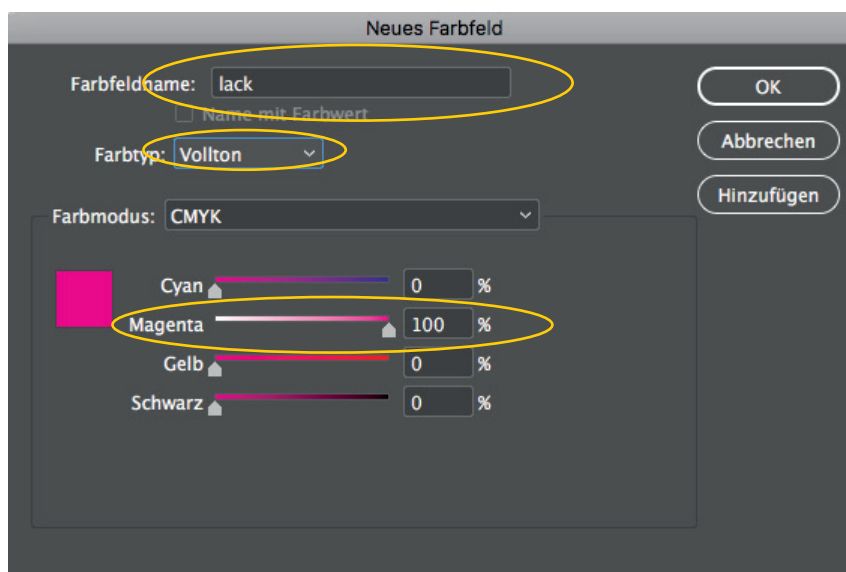 Neues Farbfeld
Farbfeldname: lack
OK
Name mit Farbwert
Farbtyp: Vollton
Abbrechen
Hinzufügen
Farbmodus: CMYK
Cyan 0 %
Magenta 100 %
Gelb 0 %
Schwarz 0 %